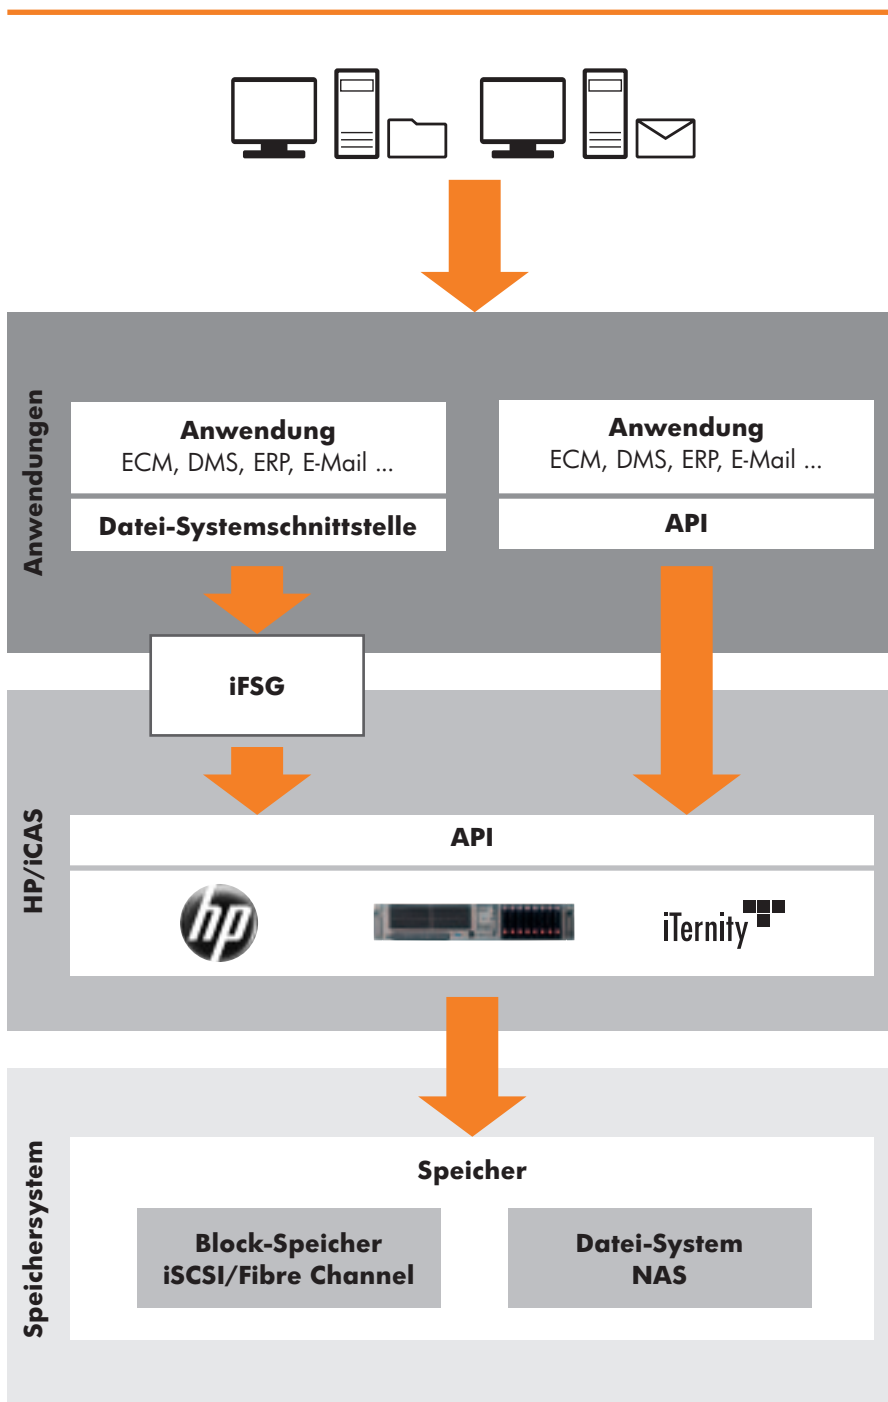 Anwendungen
Anwendung
ECM, DMS, ERP, E-Mail ...
Datei-Systemschnittstelle
Anwendung
ECM, DMS, ERP, E-Mail ...
API
iFSG
HP/iCAS
API
hp
iTernity
Speichersystem
Speicher
Block-Speicher
iSCSI/Fibre Channel
Datei-System
NAS